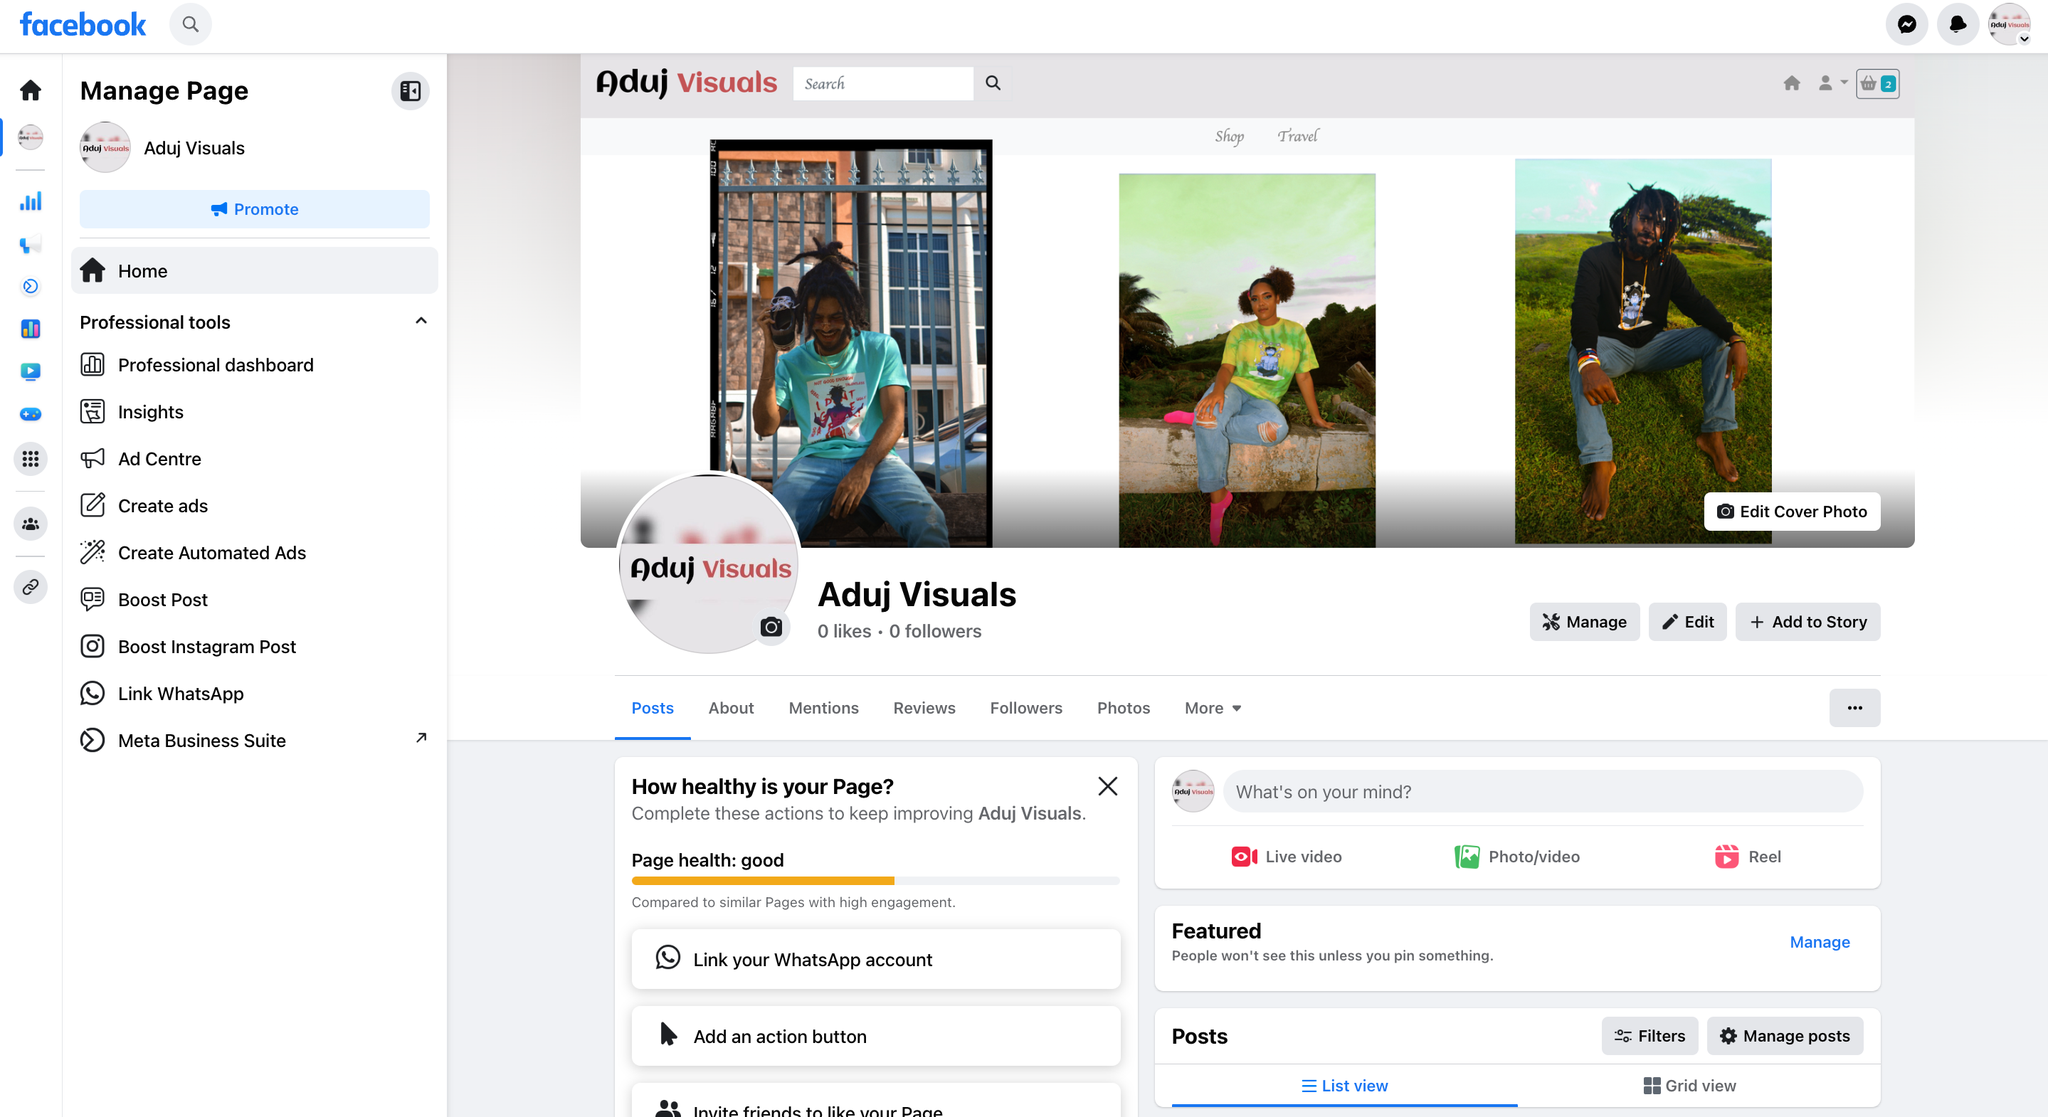 facebook
Aduj Visuals
Manage Page
Aduj Visuals
Aduj Visuals
Promote
Home
Professional tools
Professional dashboard
Insights
Ad Centre
Create ads
Create Automated Ads
Boost Post
Boost Instagram Post
Link WhatsApp
Meta Business Suite
Aduj Visuals
Search
2
Shop Travel
Edit Cover Photo
Aduj Visuals
Aduj Visuals
0 likes • 0 followers
Manage
Edit
Add to Story
Posts
About
Mentions
Reviews
Followers
Photos
More
How healthy is your Page?
Complete these actions to keep improving Aduj Visuals.
Page health: good
Compared to similar Pages with high engagement.
Link your WhatsApp account
Add an action button
Invite friends to like your Page
Aduj Visuals
What's on your mind?
Live video
Photo/video
Reel
Featured
People won't see this unless you pin something.
Manage
Posts
Filters
Manage posts
List view
Grid view